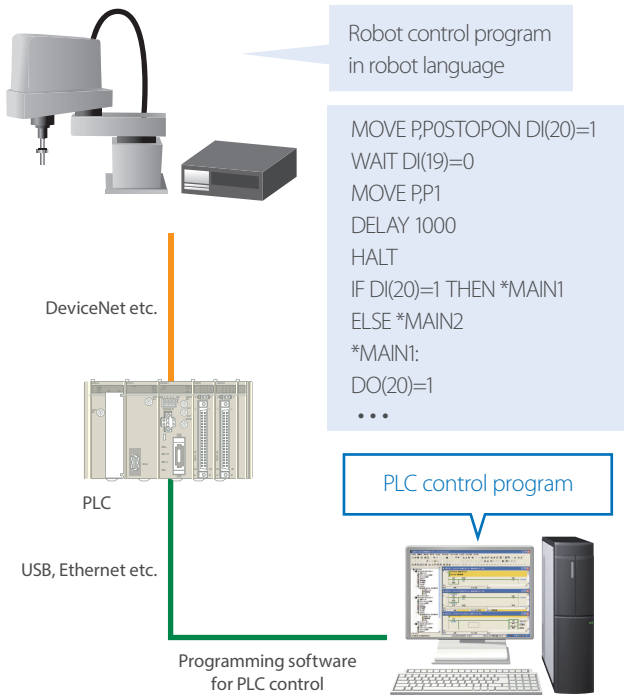 Robot control program
in robot language
MOVE P,P0STOPON DI(20)=1
WAIT DI(19)=0
MOVE P,P1
DELAY 1000
HALT
IF DI(20)=1 THEN *MAIN1
ELSE *MAIN2
*MAIN1:
DO(20)=1
•••
DeviceNet etc.
PLC
PLC control program
USB, Ethernet etc.
Programming software
for PLC control